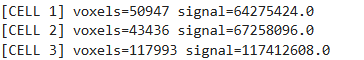 [CELL 1] voxels=50947 signal=64275424.0
[CELL 2] voxels=43436 signal=67258096.0
[CELL 3] voxels=117993 signal=117412608.0